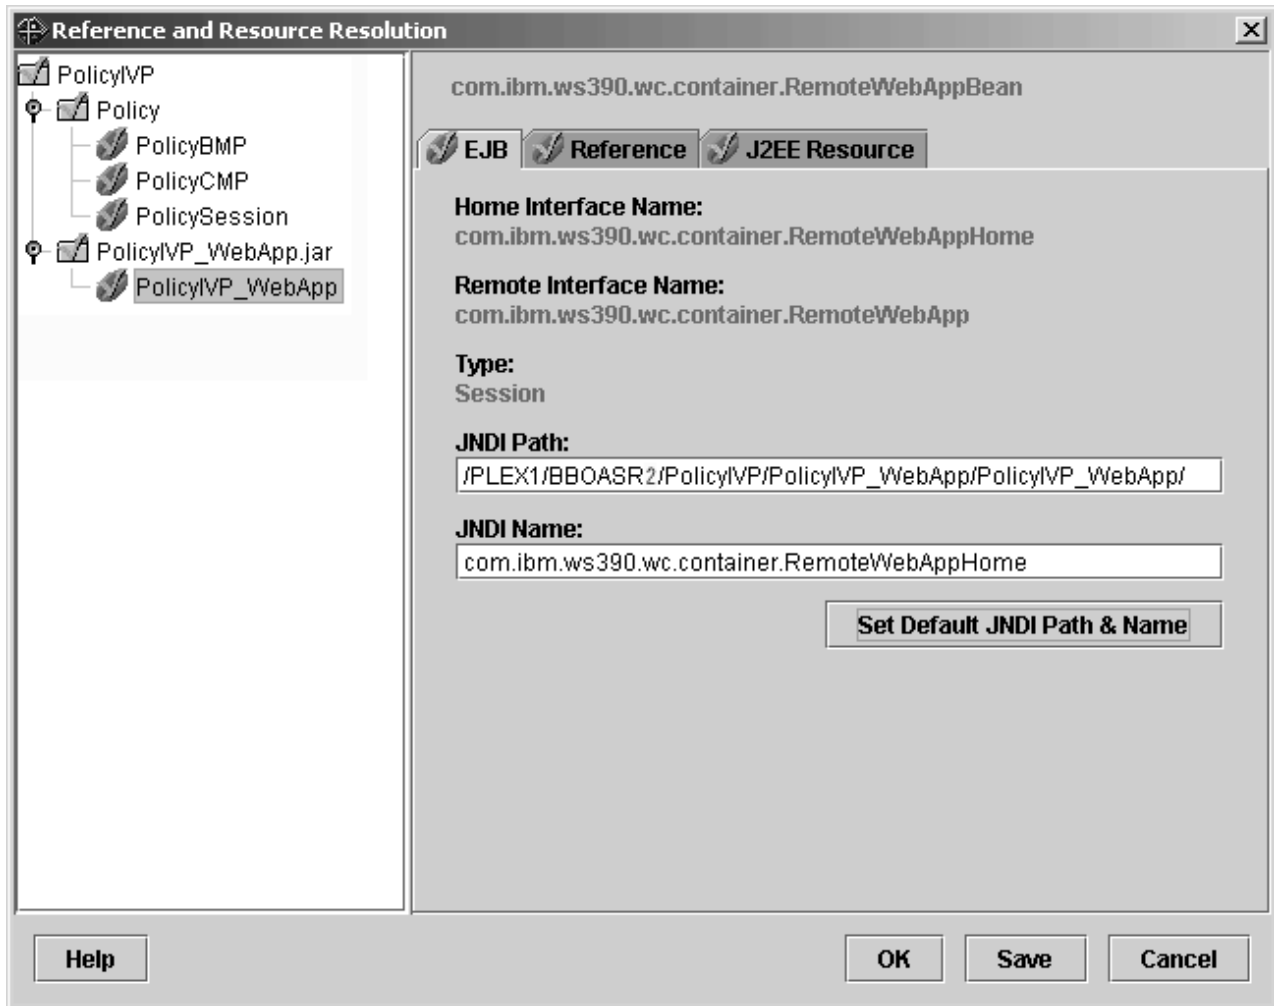 Reference and Resource Resolution
PolicyIVP
Policy
PolicyBMP
PolicyCMP
PolicySession
PolicyIVP_WebApp.jar
PolicyIVP_WebApp
com.ibm.ws390.wc.container.RemoteWebAppBean
EJB
Reference
J2EE Resource
Home Interface Name:
com.ibm.ws390.wc.container.RemoteWebAppHome
Remote Interface Name:
com.ibm.ws390.wc.container.RemoteWebApp
Type:
Session
JNDI Path:
/PLEX1/BBOASR2/PolicyIVP/PolicyIVP_WebApp/PolicyIVP_WebApp/
JNDI Name:
com.ibm.ws390.wc.container.RemoteWebAppHome
Set Default JNDI Path & Name
Help
OK
Save
Cancel